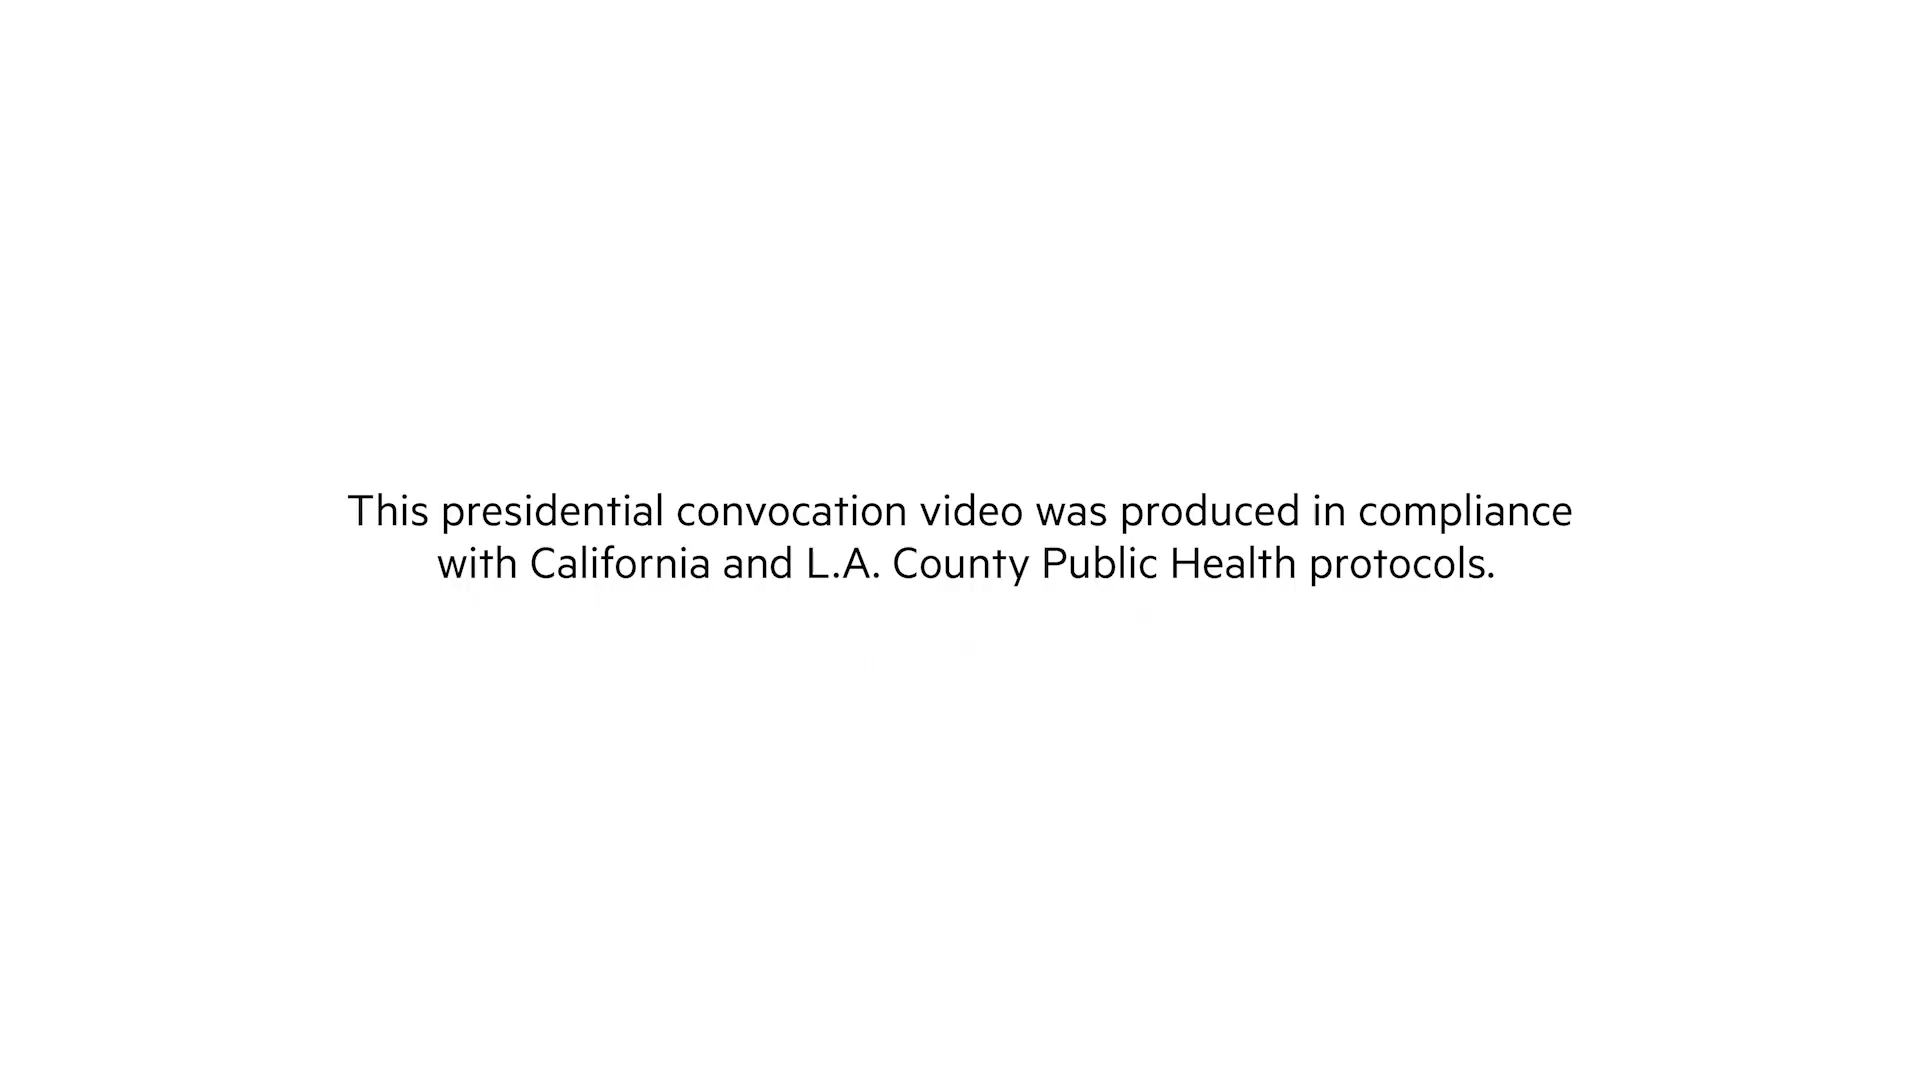 This presidential convocation video was produced in compliance
with California and L.A. County Public Health protocols.